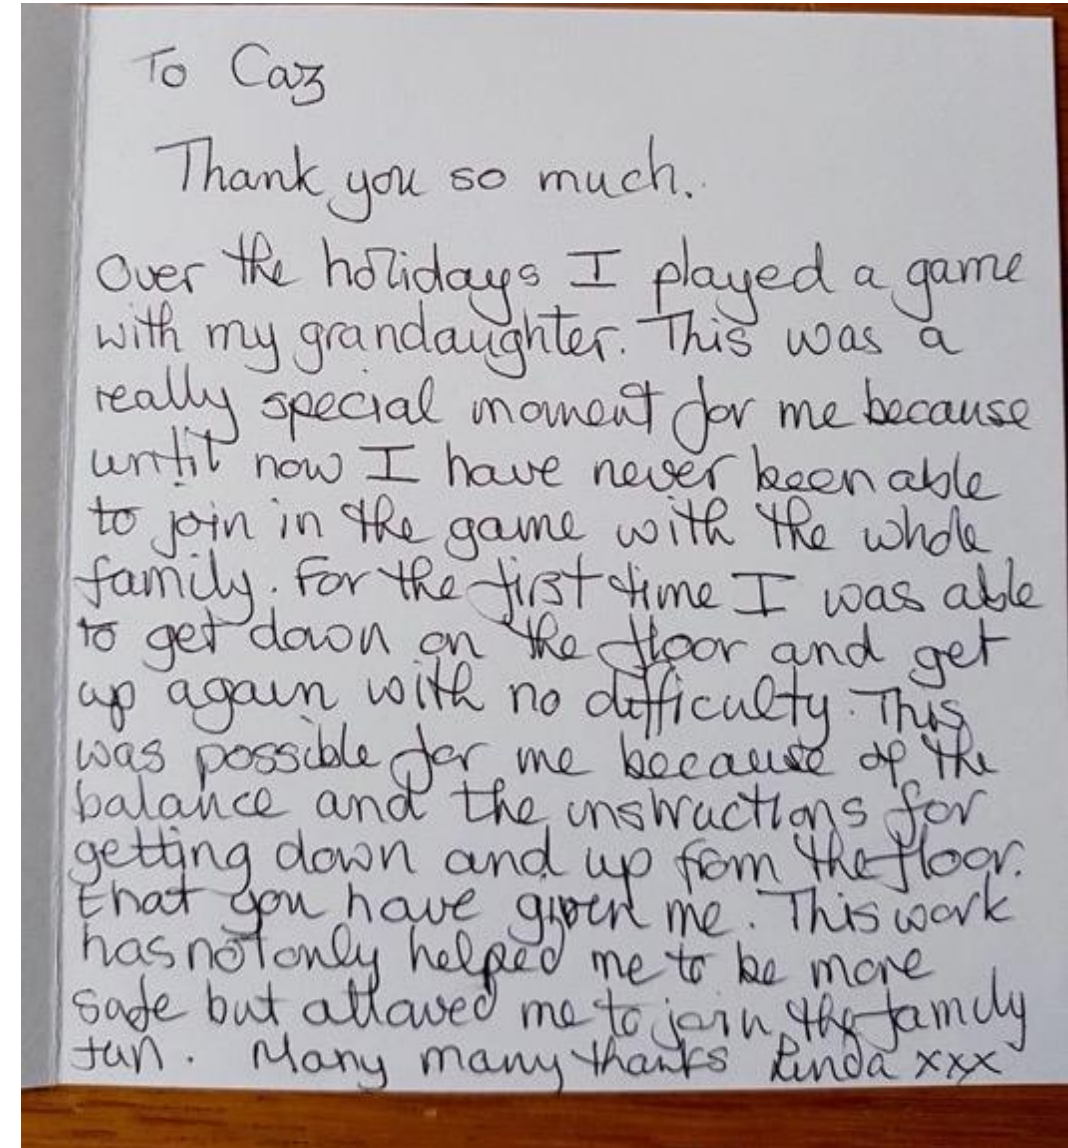 To Caz
Thank you so much.
Over the holidays I played a game
with my grandaughter. This was a
really special moment for me because
until now I have never been able
to join in the game with the whole
family. For the first time I was able
to get down on the floor and get
up again with no difficulty. This
was possible for me because of the
balance and the instructions for
getting down and up from the floor.
that you have given me. This work
has not only helped me to be more
safe but allowed me to join the family
fun. Many many thanks Linda xxx